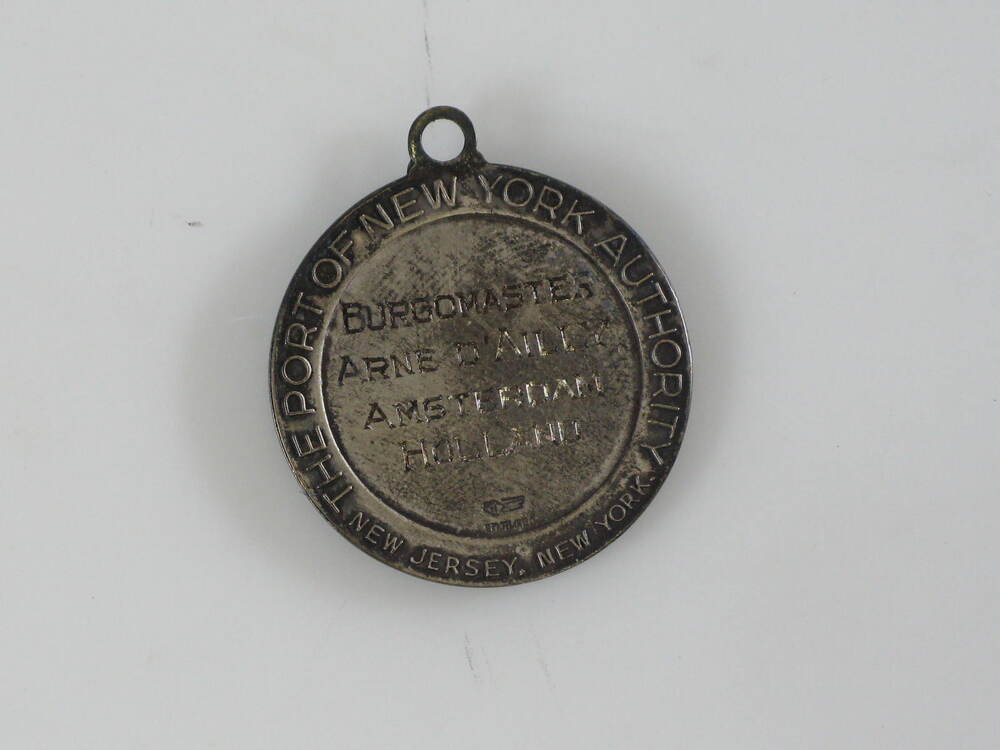 THE PORT OF NEW YORK AUTHORITY.
NEW JERSEY. NEW YORK.
BURGOMASTER
ARNE D'AILLY
AMSTERDAM
HOLLAND